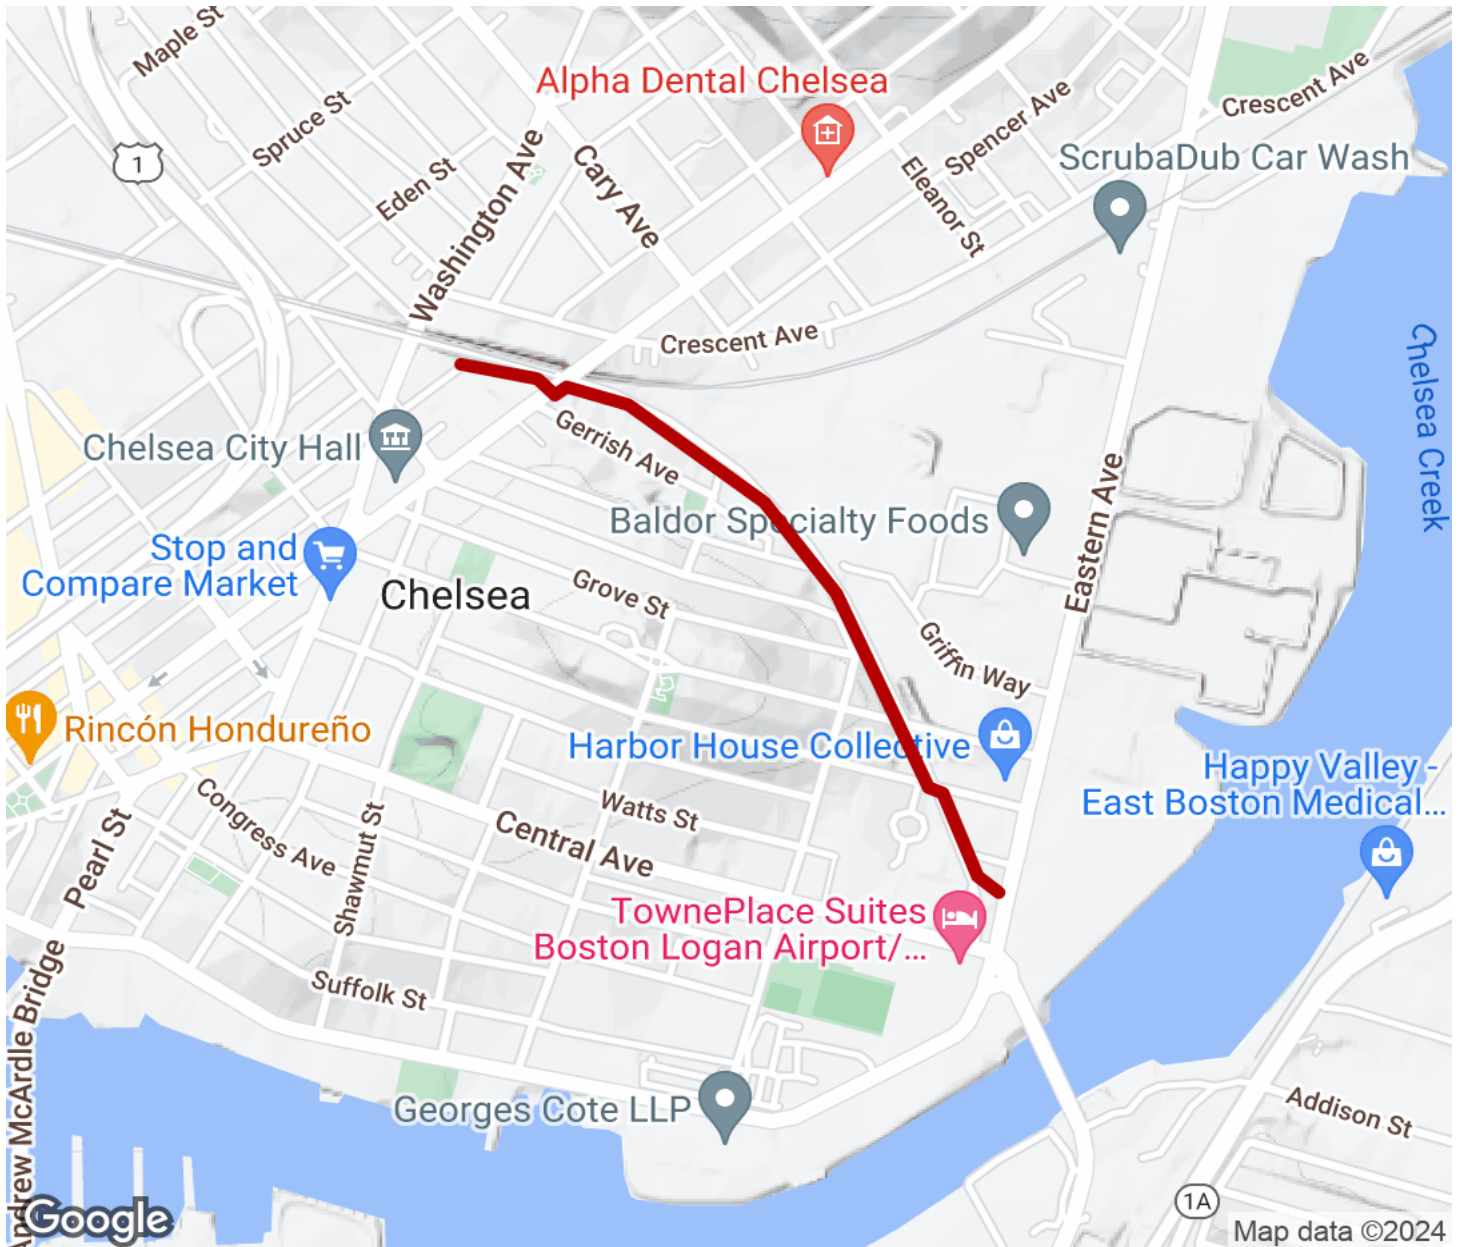 Maple St
Alpha Dental Chelsea
Crescent Ave
Spencer Ave
Spruce St
1
ScrubaDub Car Wash
Eden St
Washington Ave
Cary Ave
Eleanor St
Crescent Ave
Chelsea Creek
Chelsea City Hall
Gerrish Ave
Baldor Specialty Foods
Eastern Ave
Stop and
Compare Market
Chelsea
Grove St
Griffin Way
Rincón Hondureño
Harbor House Collective
Happy Valley -
East Boston Medical...
Congress Ave
Watts St
Central Ave
Pearl St
Shawmut St
TownePlace Suites
Boston Logan Airport/...
Suffolk St
Andrew McArdle Bridge
Georges Cote LLP
Addison St
1A
Google
Map data ©2024